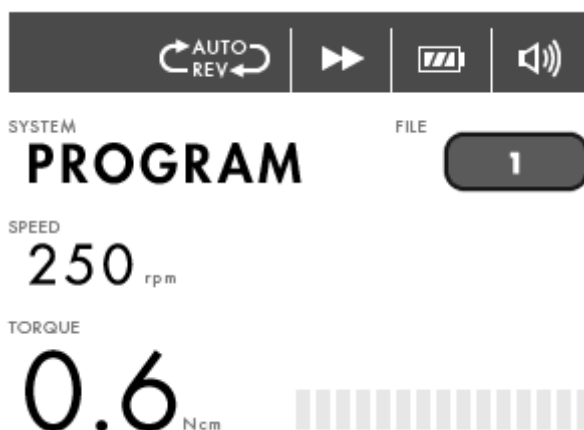 AUTO
REV
SYSTEM
FILE
PROGRAM
1
SPEED
250 rpm
TORQUE
0.6 Ncm